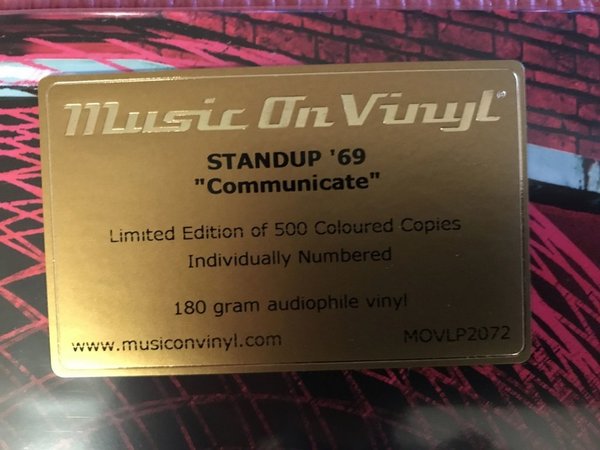 Music On Vinyl®
STANDUP '69
"Communicate"
Limited Edition of 500 Coloured Copies
Individually Numbered
180 gram audiophile vinyl
www.musiconvinyl.com MOVLP2072